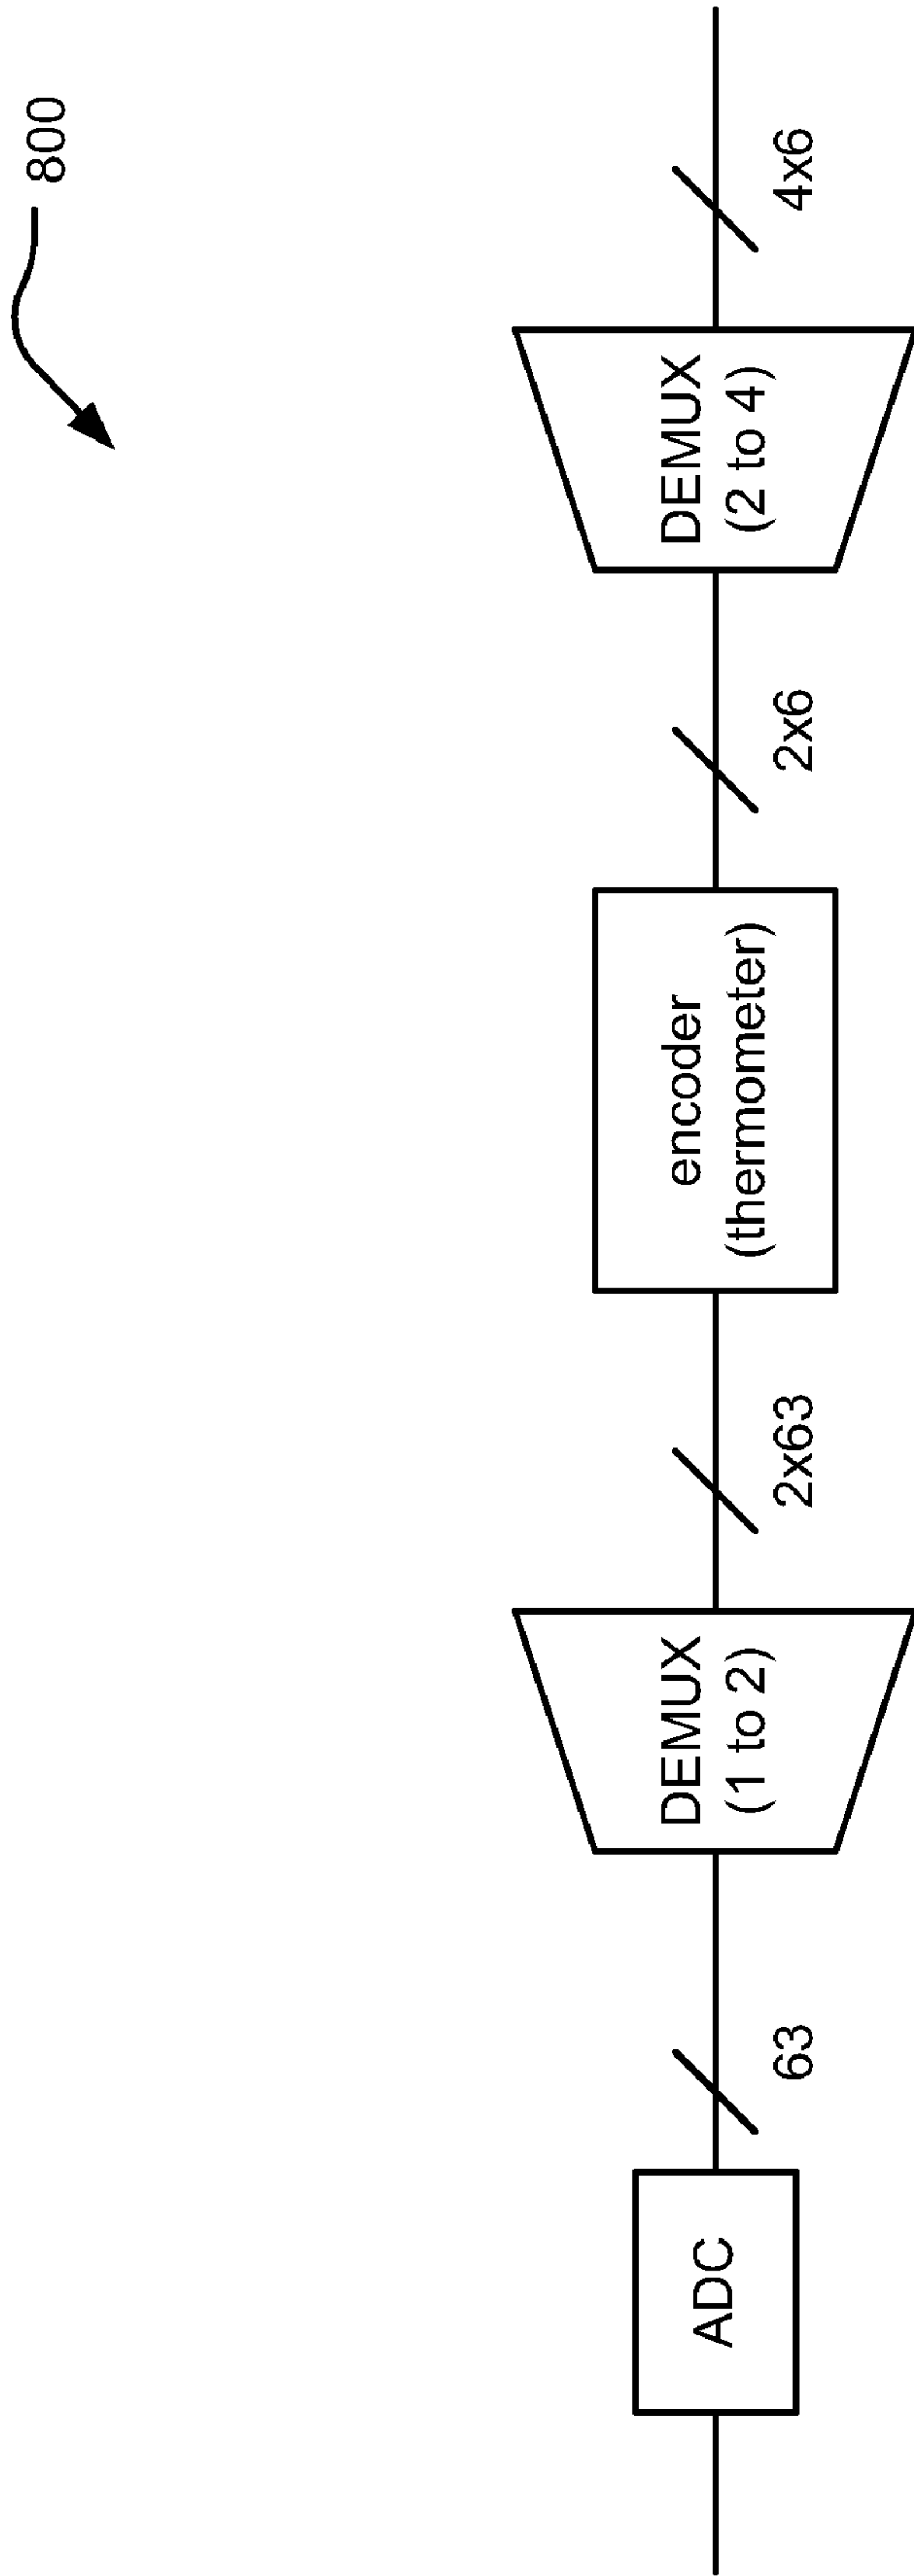 800
ADC
63
DEMUX
(1 to 2)
2x63
encoder
(thermometer)
2x6
DEMUX
(2 to 4)
4x6